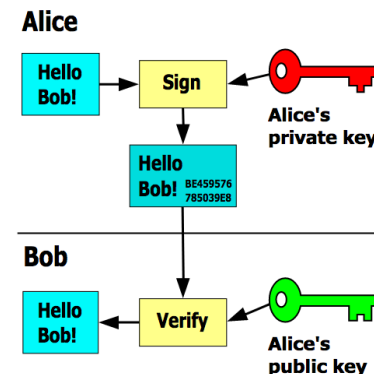 Alice
Hello
Bob!
Sign
Alice's
private key
Hello
Bob! BE459576
785039E8
Bob
Hello
Bob!
Verify
Alice's
public key